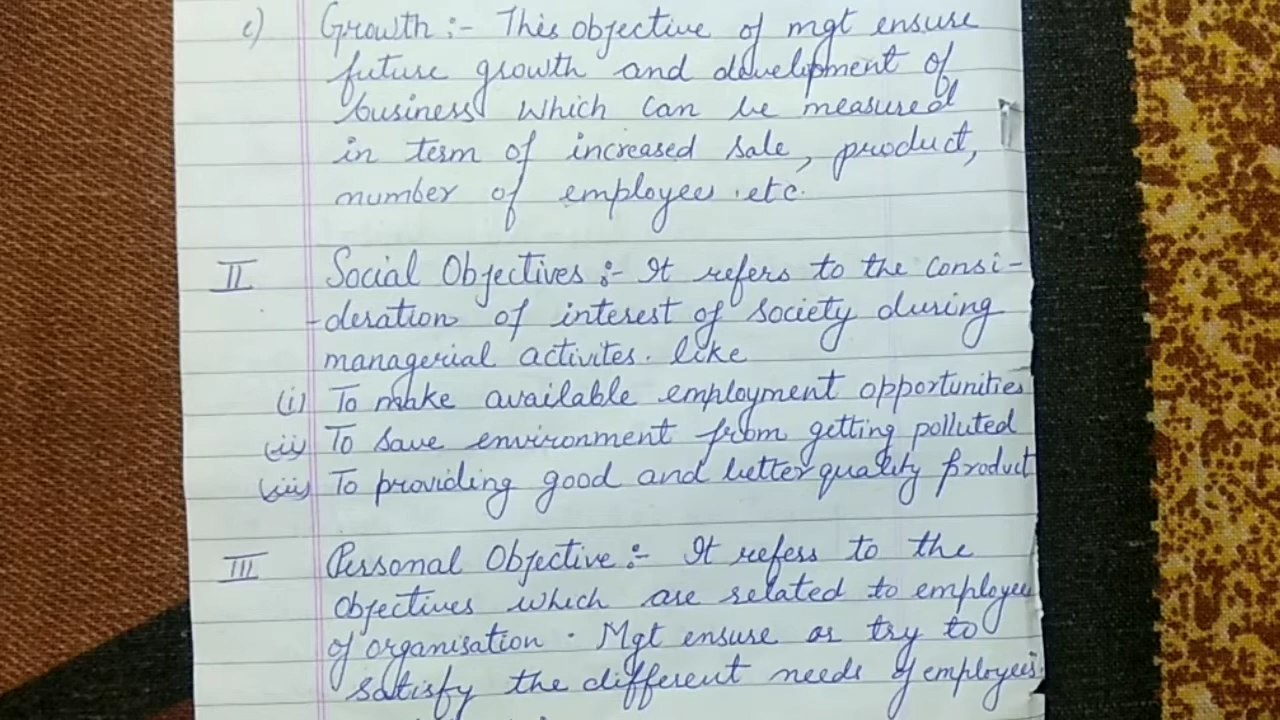 c) Growth :- This objective of mgt ensure
future growth and development of
business which can be measured
in term of increased sale, product,
number of employee etc.
II Social Objectives :- It refers to the consi-
-deration of interest of society during
managerial activites. like
(i) To make available employment opportunities
(ii) To save environment from getting polluted
(iii) To providing good and better quality product
III Personal Objective :- It refers to the
objectives which are related to employee
of organisation. Mgt ensure or try to
satisfy the different needs of employees.